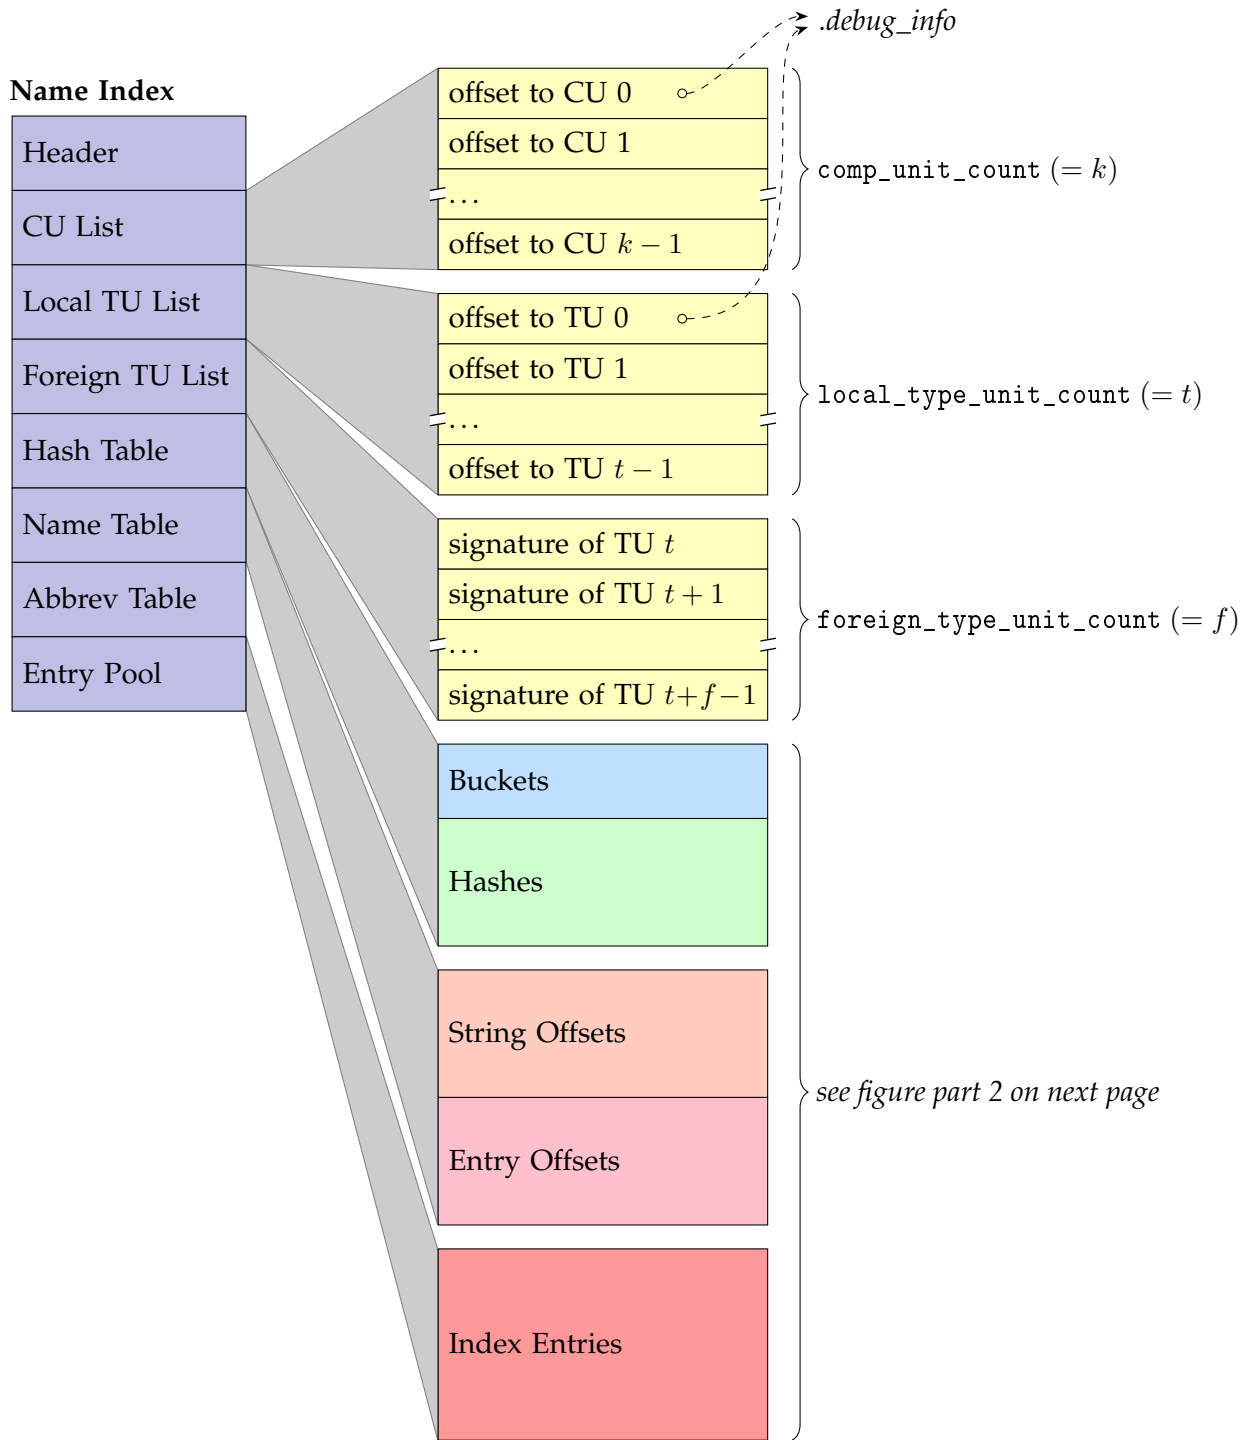 .debug_info
Name Index
Header
CU List
Local TU List
Foreign TU List
Hash Table
Name Table
Abbrev Table
Entry Pool
offset to CU 0
offset to CU 1
...
offset to CU k − 1
comp_unit_count (= k)
offset to TU 0
offset to TU 1
...
offset to TU t − 1
local_type_unit_count (= t)
signature of TU t
signature of TU t + 1
...
signature of TU t+f−1
foreign_type_unit_count (= f)
Buckets
Hashes
String Offsets
Entry Offsets
Index Entries
see figure part 2 on next page